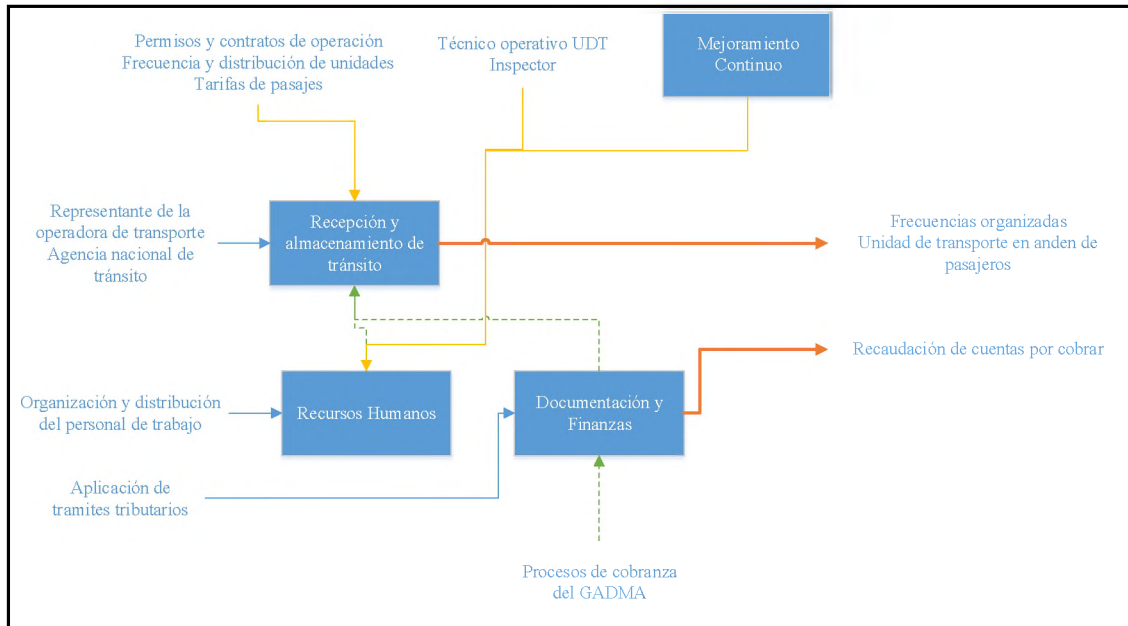 Permisos y contratos de operación
Frecuencia y distribución de unidades
Tarifas de pasajes
Técnico operativo UDT
Inspector
Mejoramiento
Continuo
Representante de la
operadora de transporte
Agencia nacional de
tránsito
Recepción y
almacenamiento de
tránsito
Frecuencias organizadas
Unidad de transporte en anden de
pasajeros
Recaudación de cuentas por cobrar
Organización y distribución
del personal de trabajo
Recursos Humanos
Documentación y
Finanzas
Aplicación de
tramites tributarios
Procesos de cobranza
del GADMA